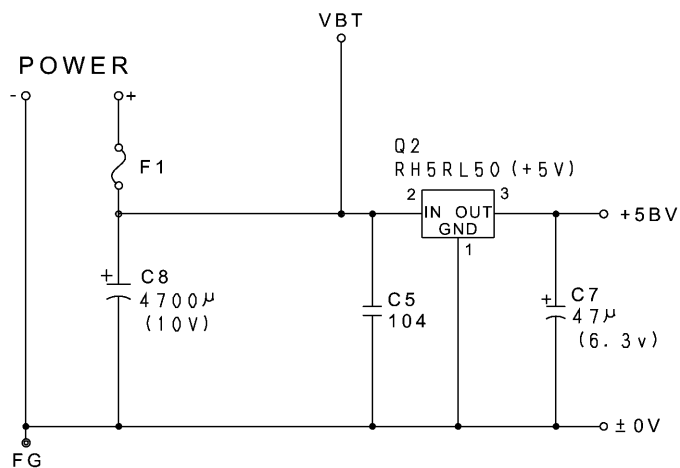 VBT
POWER
- +
F1
Q2
RH5RL50 (+5V)
2 3
IN OUT
GND
1
+5BV
+ C8
4700μ
(10V)
C5
104
+ C7
47μ
(6.3v)
±0V
FG